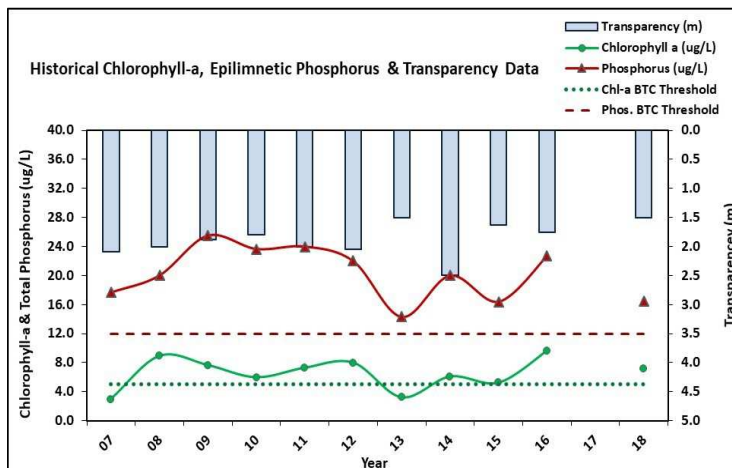 Historical Chlorophyll-a, Epilimnetic Phosphorus & Transparency Data
Transparency (m)
Chlorophyll a (ug/L)
Phosphorus (ug/L)
Chl-a BTC Threshold
Phos. BTC Threshold
Chlorophyll-a & Total Phosphorus (ug/L)
40.0
36.0
32.0
28.0
24.0
20.0
16.0
12.0
8.0
4.0
0.0
0.0
0.5
1.0
1.5
2.0
2.5
3.0
3.5
4.0
4.5
5.0
Transparencey (m)
07 08 09 10 11 12 13 14 15 16 17 18
Year